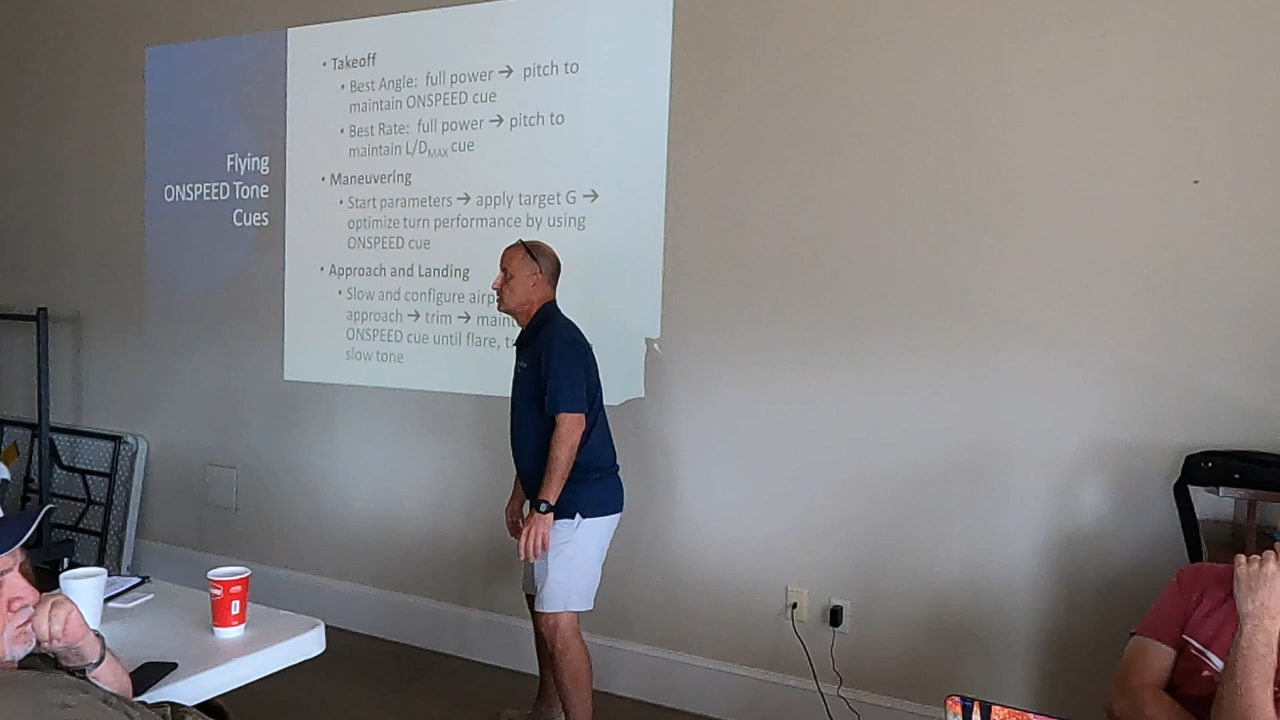 Flying
ONSPEED Tone
Cues
• Takeoff
• Best Angle: full power → pitch to
maintain ONSPEED cue
• Best Rate: full power → pitch to
maintain L/DMAX cue
• Maneuvering
• Start parameters → apply target G →
optimize turn performance by using
ONSPEED cue
• Approach and Landing
• Slow and configure
approach → trim →
ONSPEED cue until flare,
slow tone